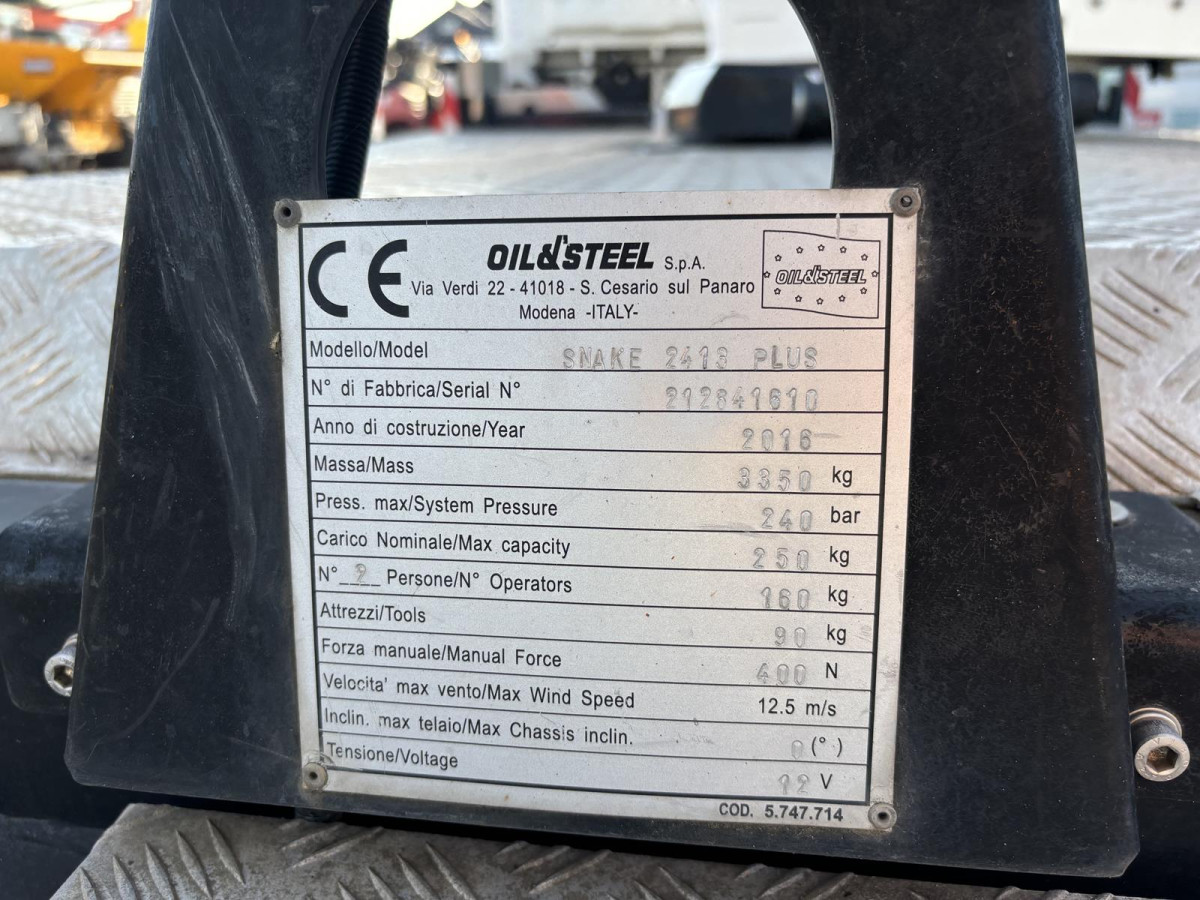 CE
OIL&STEEL S.p.A.
Via Verdi 22 - 41018 - S. Cesario sul Panaro
Modena -ITALY-
OIL&STEEL
Modello/Model SNAKE 2413 PLUS
N° di Fabbrica/Serial N° 212841610
Anno di costruzione/Year 2016
Massa/Mass 3350 kg
Press. max/System Pressure 240 bar
Carico Nominale/Max capacity 250 kg
N°_2_ Persone/N° Operators 160 kg
Attrezzi/Tools 90 kg
Forza manuale/Manual Force 400 N
Velocita' max vento/Max Wind Speed 12.5 m/s
Inclin. max telaio/Max Chassis inclin. 0 (°)
Tensione/Voltage 12 V
COD. 5.747.714